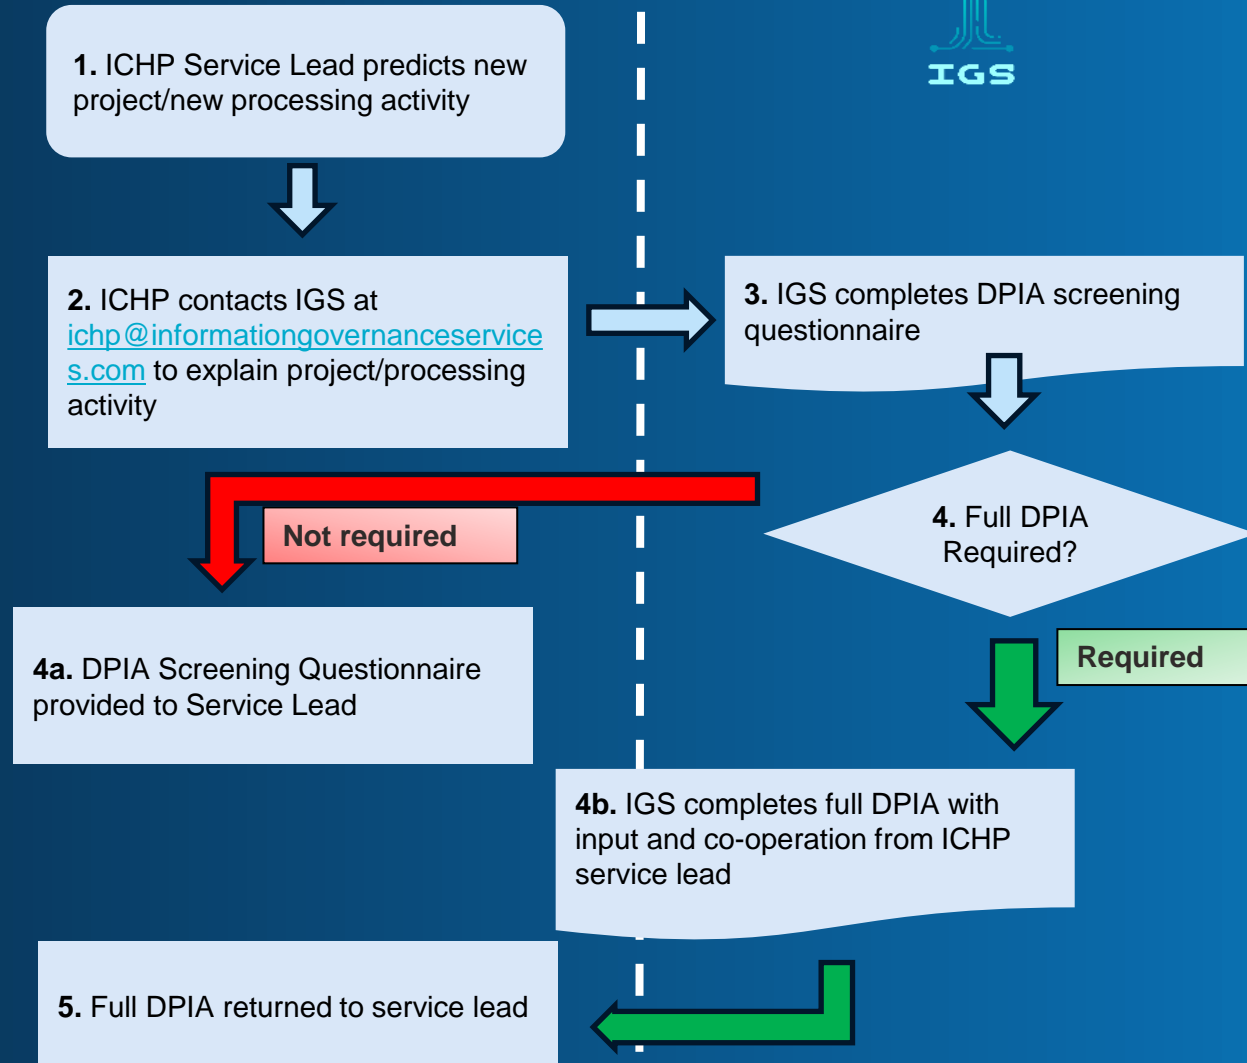 IGS
1. ICHP Service Lead predicts new
project/new processing activity
2. ICHP contacts IGS at
ichp@informationgovernanceservice
s.com to explain project/processing
activity
3. IGS completes DPIA screening
questionnaire
4. Full DPIA
Required?
Not required
Required
4a. DPIA Screening Questionnaire
provided to Service Lead
4b. IGS completes full DPIA with
input and co-operation from ICHP
service lead
5. Full DPIA returned to service lead